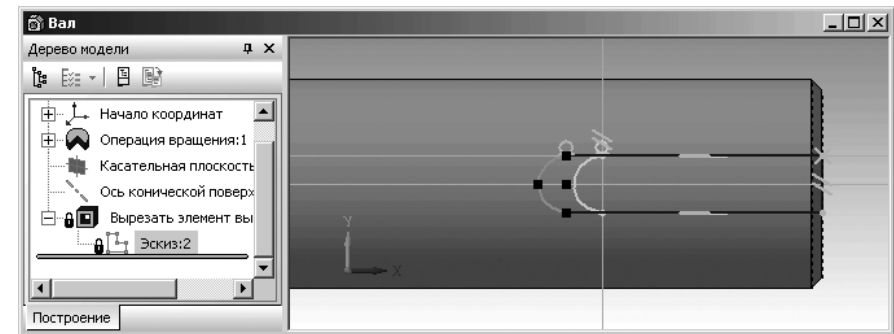 Вал
Дерево модели
Начало координат
Операция вращения:1
Касательная плоскость
Ось конической поверх
Вырезать элемент вы
Эскиз:2
Y
X
Построение